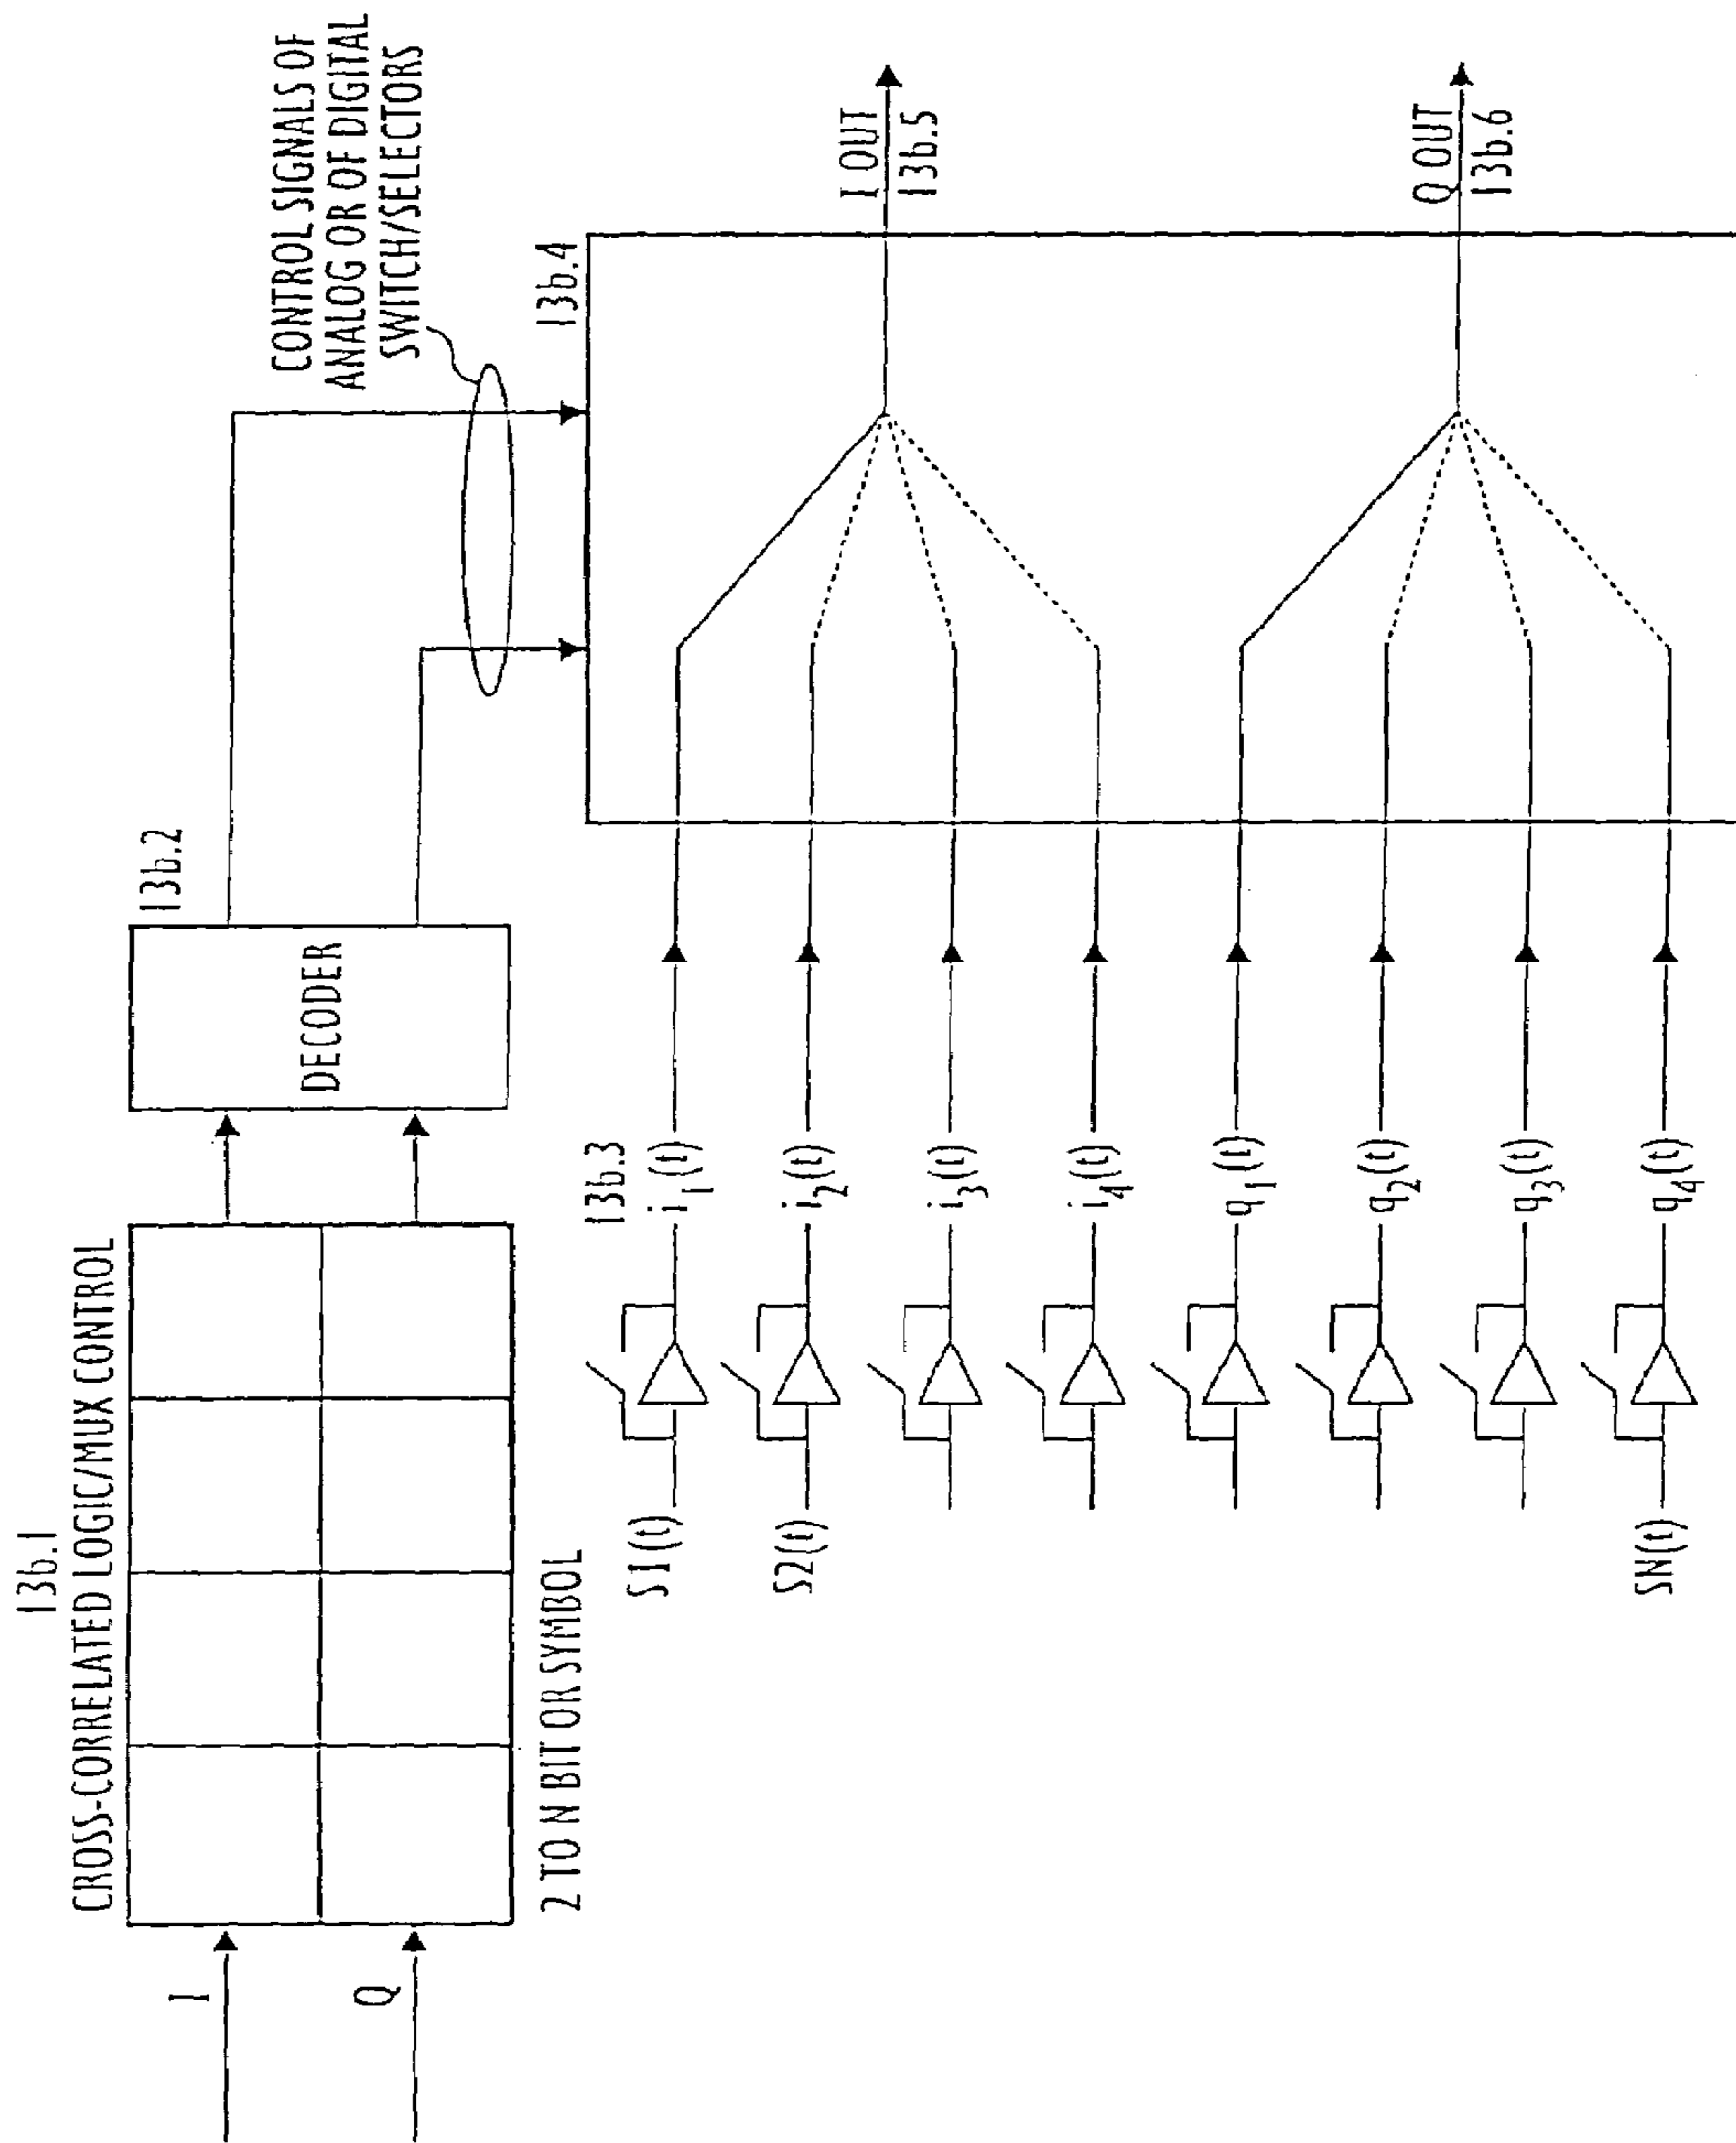 13b.1
CROSS-CORRELATED LOGIC/MUX CONTROL
I
Q
2 TO N BIT OR SYMBOL
13b.2
DECODER
CONTROL SIGNALS OF
ANALOG OR OF DIGITAL
SWITCH/SELECTORS
13b.4
13b.3
S1(t)
i1(t)
S2(t)
i2(t)
i3(t)
i4(t)
q1(t)
q2(t)
q3(t)
SN(t)
q4(t)
I OUT
13b.5
Q OUT
13b.6